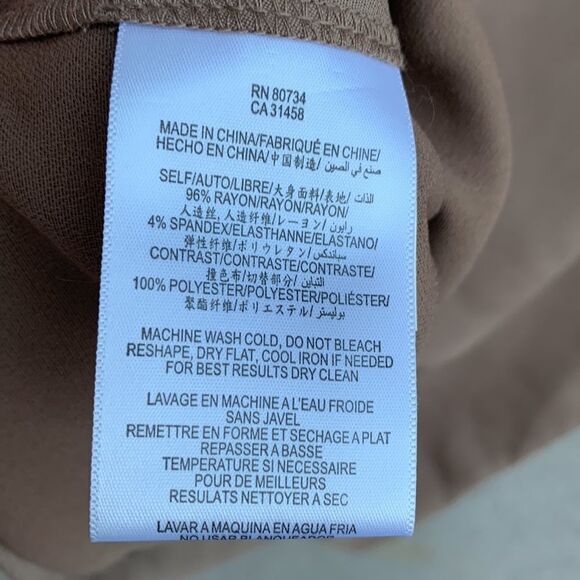 RN 80734
CA 31458
MADE IN CHINA/FABRIQUÉ EN CHINE/
HECHO EN CHINA/中国制造/ صنع في الصين
SELF/AUTO/LIBRE/大身面料/表地/ الذات
96% RAYON/RAYON/RAYON/
人造丝, 人造纤维/レーヨン/ رايون
4% SPANDEX/ELASTHANNE/ELASTANO/
弹性纤维/ポリウレタン/ سباندكس
CONTRAST/CONTRASTE/CONTRASTE/
撞色布/切替部分/ التباين
100% POLYESTER/POLYESTER/POLIÉSTER/
聚酯纤维/ポリエステル/ بوليستر
MACHINE WASH COLD, DO NOT BLEACH
RESHAPE, DRY FLAT, COOL IRON IF NEEDED
FOR BEST RESULTS DRY CLEAN
LAVAGE EN MACHINE A L'EAU FROIDE
SANS JAVEL
REMETTRE EN FORME ET SECHAGE A PLAT
REPASSER A BASSE
TEMPERATURE SI NECESSAIRE
POUR DE MEILLEURS
RESULATS NETTOYER A SEC
LAVAR A MAQUINA EN AGUA FRIA
NO USAR BLANQUEADOR